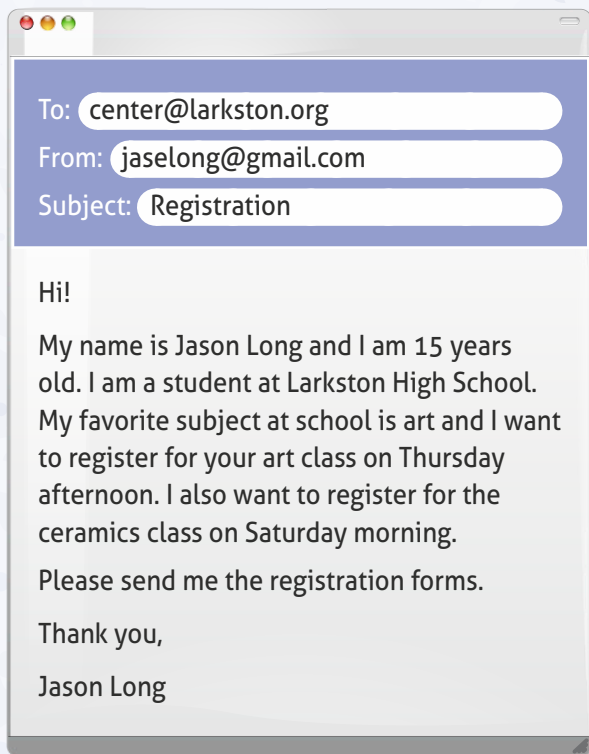 To: center@larkston.org
From: jaselong@gmail.com
Subject: Registration
Hi!
My name is Jason Long and I am 15 years
old. I am a student at Larkston High School.
My favorite subject at school is art and I want
to register for your art class on Thursday
afternoon. I also want to register for the
ceramics class on Saturday morning.
Please send me the registration forms.
Thank you,
Jason Long